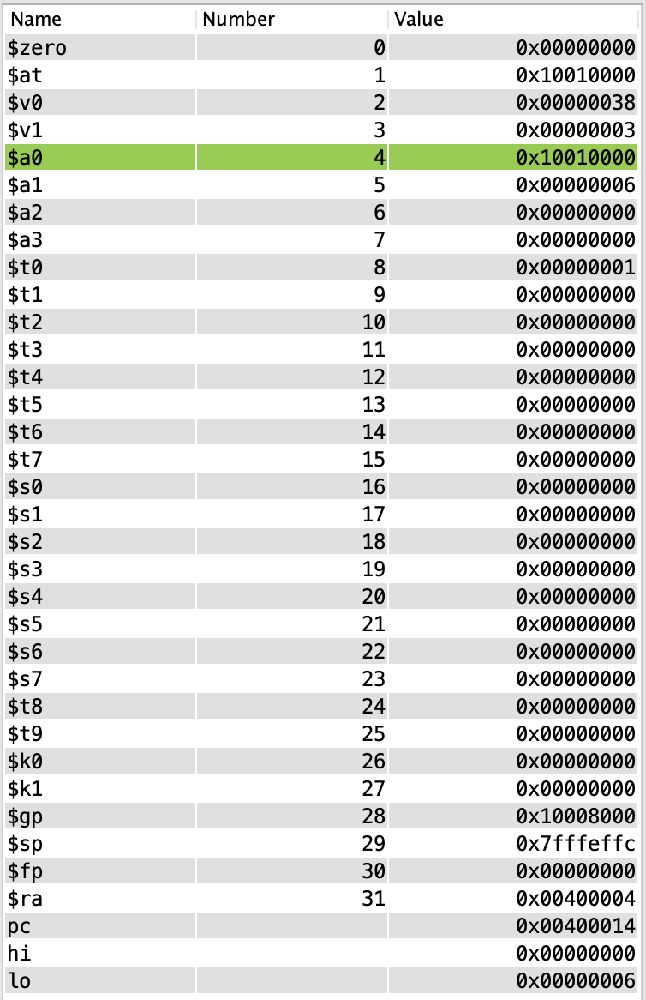 Name Number Value
$zero 0 0x00000000
$at 1 0x10010000
$v0 2 0x00000038
$v1 3 0x00000003
$a0 4 0x10010000
$a1 5 0x00000006
$a2 6 0x00000000
$a3 7 0x00000000
$t0 8 0x00000001
$t1 9 0x00000000
$t2 10 0x00000000
$t3 11 0x00000000
$t4 12 0x00000000
$t5 13 0x00000000
$t6 14 0x00000000
$t7 15 0x00000000
$s0 16 0x00000000
$s1 17 0x00000000
$s2 18 0x00000000
$s3 19 0x00000000
$s4 20 0x00000000
$s5 21 0x00000000
$s6 22 0x00000000
$s7 23 0x00000000
$t8 24 0x00000000
$t9 25 0x00000000
$k0 26 0x00000000
$k1 27 0x00000000
$gp 28 0x10008000
$sp 29 0x7fffeffc
$fp 30 0x00000000
$ra 31 0x00400004
pc 0x00400014
hi 0x00000000
lo 0x00000006